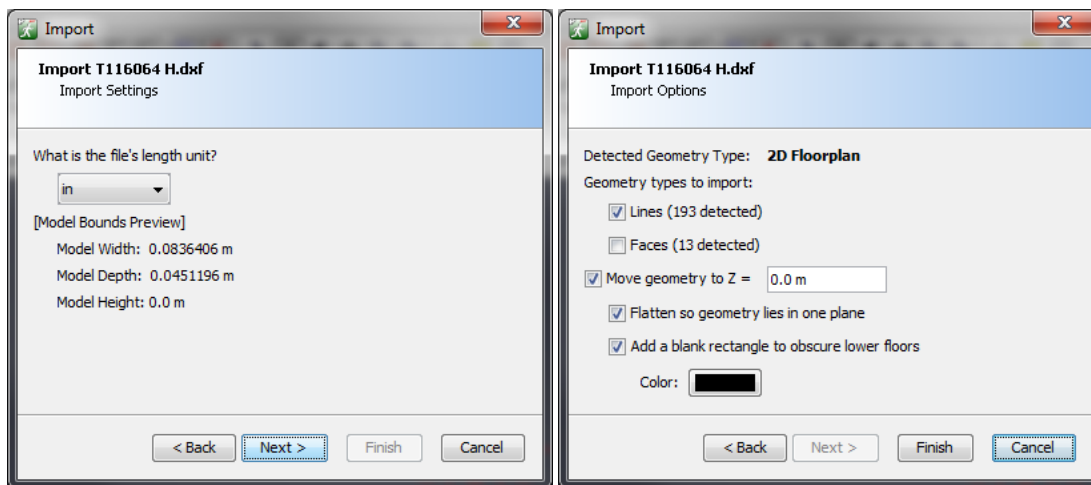 Import
Import T116064 H.dxf
Import Settings
What is the file's length unit?
in
[Model Bounds Preview]
Model Width: 0.0836406 m
Model Depth: 0.0451196 m
Model Height: 0.0 m
< Back Next > Finish Cancel
Import
Import T116064 H.dxf
Import Options
Detected Geometry Type: 2D Floorplan
Geometry types to import:
Lines (193 detected)
Faces (13 detected)
Move geometry to Z = 0.0 m
Flatten so geometry lies in one plane
Add a blank rectangle to obscure lower floors
Color:
< Back Next > Finish Cancel